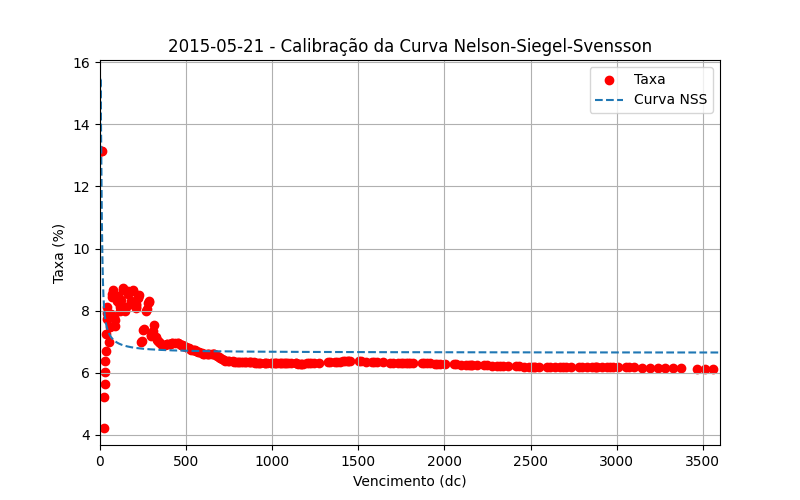 2015-05-21 - Calibração da Curva Nelson-Siegel-Svensson
Taxa (%)
16
14
12
10
8
6
4
Taxa
Curva NSS
0 500 1000 1500 2000 2500 3000 3500
Vencimento (dc)